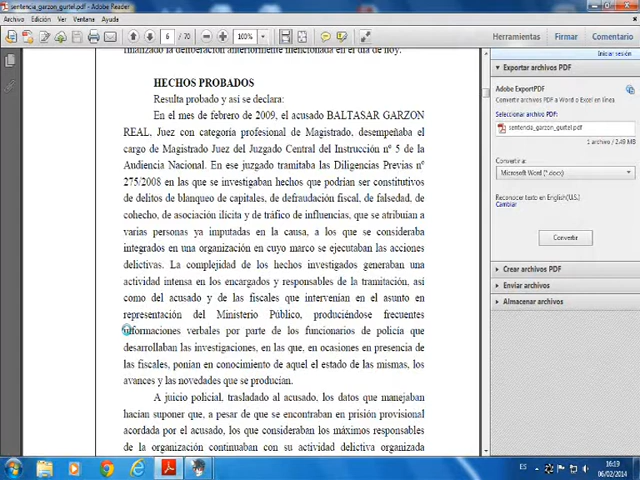 sentencia_garzon_gurtel.pdf - Adobe Reader
Archivo Edición Ver Ventana Ayuda
6 / 70 100% Herramientas Firmar Comentario
finalizado la deliberación anteriormente mencionada en el día de hoy.
HECHOS PROBADOS
Resulta probado y así se declara:
En el mes de febrero de 2009, el acusado BALTASAR GARZON
REAL, Juez con categoría profesional de Magistrado, desempeñaba el
cargo de Magistrado Juez del Juzgado Central del Instrucción nº 5 de la
Audiencia Nacional. En ese juzgado tramitaba las Diligencias Previas nº
275/2008 en las que se investigaban hechos que podrían ser constitutivos
de delitos de blanqueo de capitales, de defraudación fiscal, de falsedad, de
cohecho, de asociación ilícita y de tráfico de influencias, que se atribuían a
varias personas ya imputadas en la causa, a los que se consideraba
integrados en una organización en cuyo marco se ejecutaban las acciones
delictivas. La complejidad de los hechos investigados generaban una
actividad intensa en los encargados y responsables de la tramitación, así
como del acusado y de las fiscales que intervenían en el asunto en
representación del Ministerio Público, produciéndose frecuentes
informaciones verbales por parte de los funcionarios de policía que
desarrollaban las investigaciones, en las que, en ocasiones en presencia de
las fiscales, ponían en conocimiento de aquel el estado de las mismas, los
avances y las novedades que se producían.
A juicio policial, trasladado al acusado, los datos que manejaban
hacían suponer que, a pesar de que se encontraban en prisión provisional
acordada por el acusado, los que consideraban los máximos responsables
de la organización continuaban con su actividad delictiva organizada
Iniciar sesión
Exportar archivos PDF
Adobe ExportPDF
Convertir archivos PDF a Word o Excel en línea.
Seleccionar archivo PDF:
sentencia_garzon_gurtel.pdf
1 archivo / 2.49 MB
Convertir a:
Microsoft Word (*.docx)
Reconocer texto en English(U.S.)
Cambiar
Convertir
Crear archivos PDF
Enviar archivos
Almacenar archivos
ES
16:19
06/02/2014